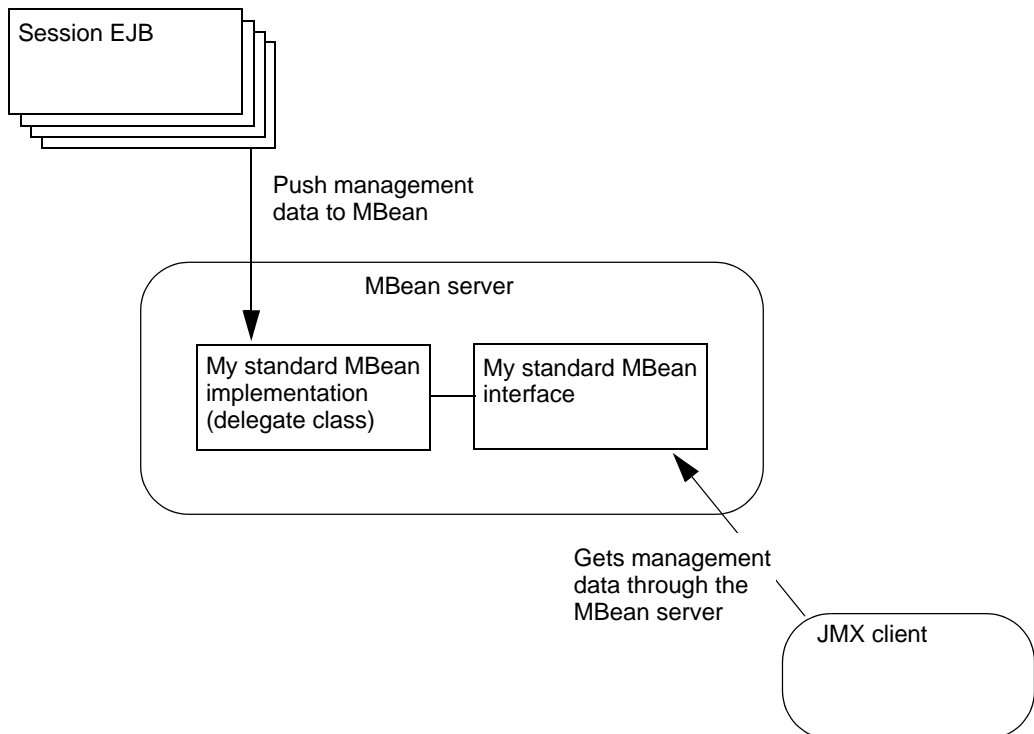 Session EJB
Push management
data to MBean
MBean server
My standard MBean
implementation
(delegate class)
My standard MBean
interface
Gets management
data through the
MBean server
JMX client